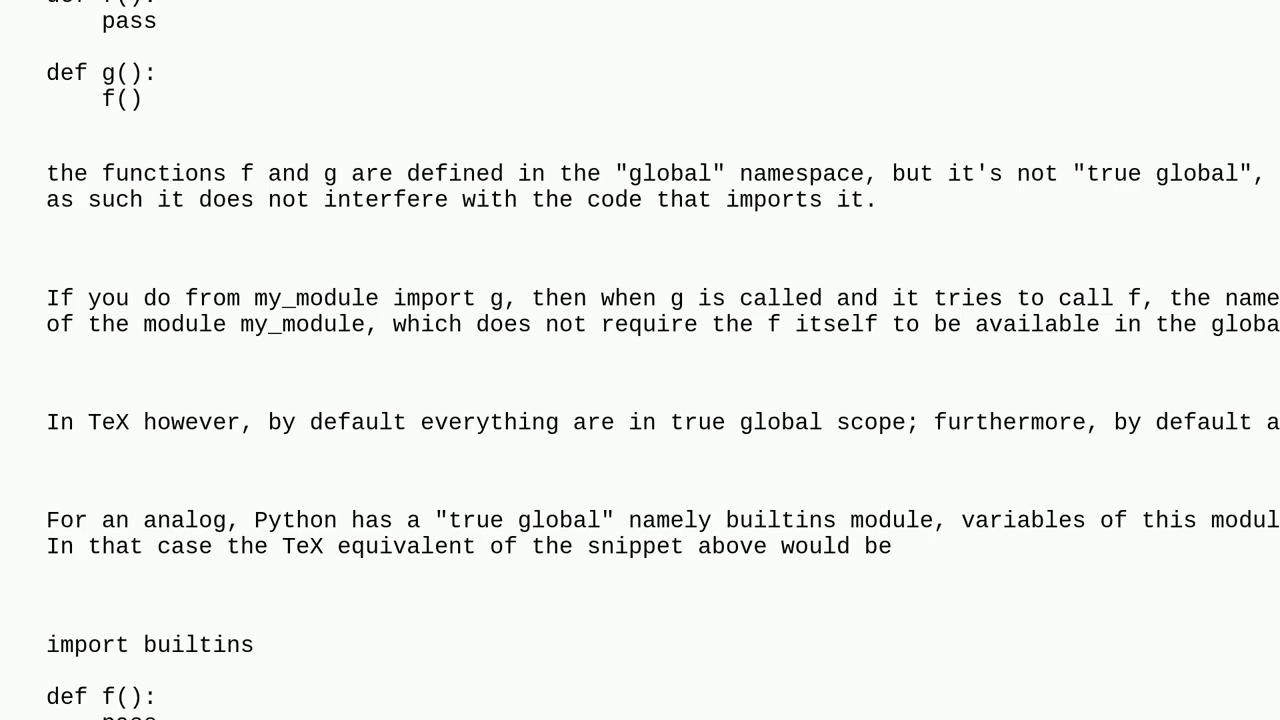 def f():
    pass

def g():
    f()

the functions f and g are defined in the "global" namespace, but it's not "true global",
as such it does not interfere with the code that imports it.

If you do from my_module import g, then when g is called and it tries to call f, the name
of the module my_module, which does not require the f itself to be available in the globa

In TeX however, by default everything are in true global scope; furthermore, by default a

For an analog, Python has a "true global" namely builtins module, variables of this modul
In that case the TeX equivalent of the snippet above would be

import builtins

def f():
    pass